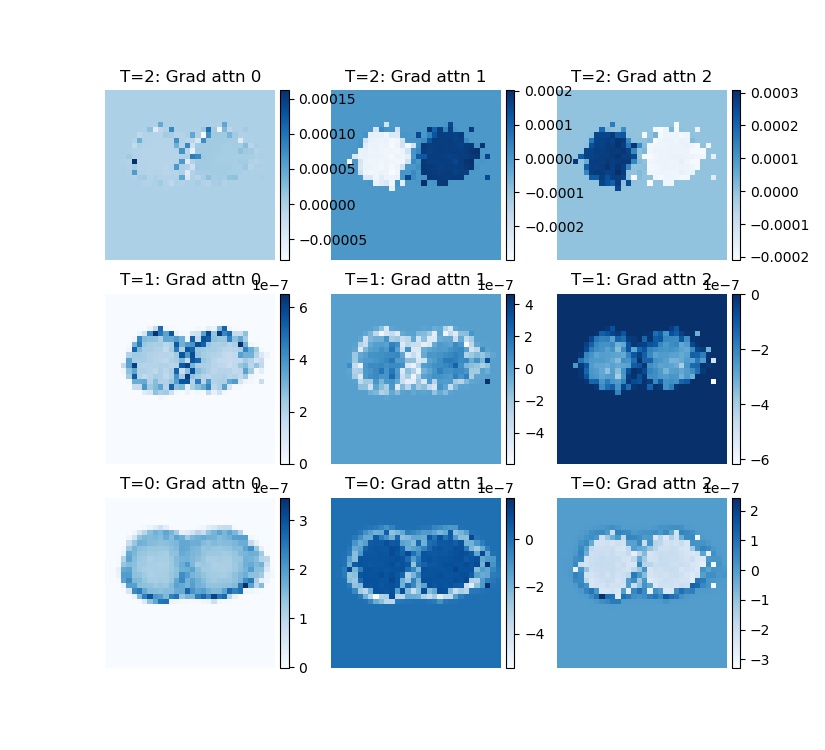 T=2: Grad attn 0
0.00015
0.00010
0.00005
0.00000
−0.00005
T=2: Grad attn 1
0.0002
0.0001
0.0000
−0.0001
−0.0002
T=2: Grad attn 2
0.0003
0.0002
0.0001
0.0000
−0.0001
−0.0002
T=1: Grad attn 0
1e−7
6
4
2
0
T=1: Grad attn 1
1e−7
4
2
0
−2
−4
T=1: Grad attn 2
1e−7
0
−2
−4
−6
T=0: Grad attn 0
1e−7
3
2
1
0
T=0: Grad attn 1
1e−7
0
−2
−4
T=0: Grad attn 2
1e−7
2
1
0
−1
−2
−3